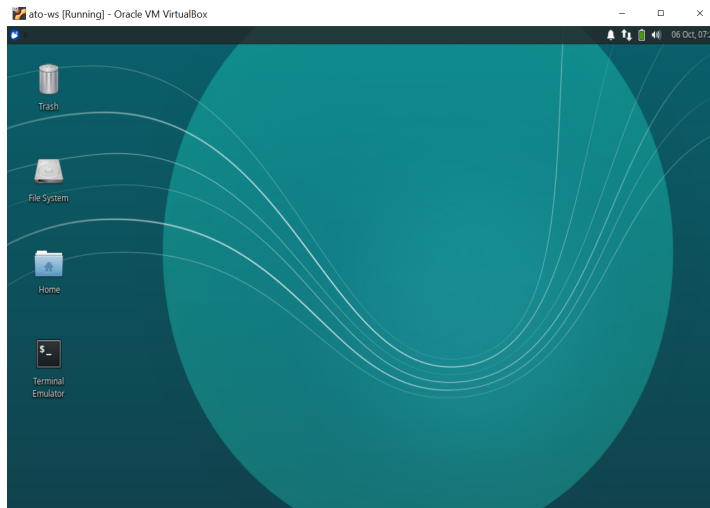 ato-ws [Running] - Oracle VM VirtualBox
06 Oct, 07:
Trash
File System
Home
$_
Terminal
Emulator